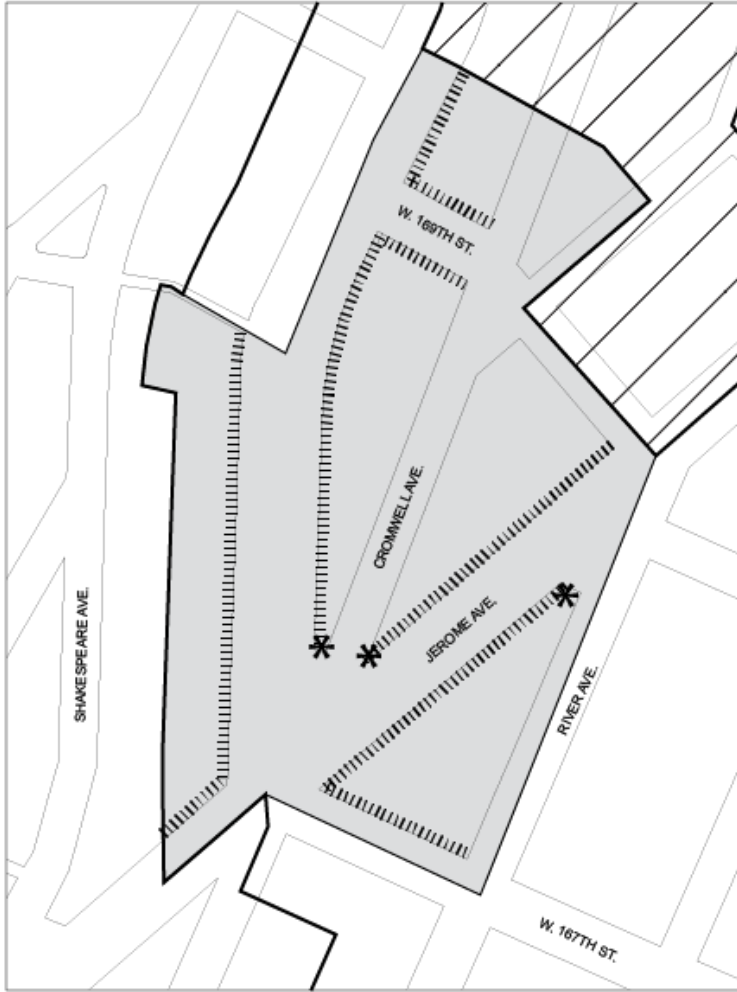 W. 169TH ST.
CROMWELL AVE.
SHAKESPEARE AVE.
JEROME AVE.
RIVER AVE.
W. 167TH ST.